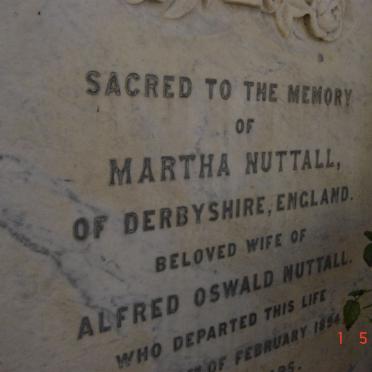 SACRED TO THE MEMORY
OF
MARTHA NUTTALL,
OF DERBYSHIRE, ENGLAND.
BELOVED WIFE OF
ALFRED OSWALD NUTTALL.
WHO DEPARTED THIS LIFE
OF FEBRUARY
1 5